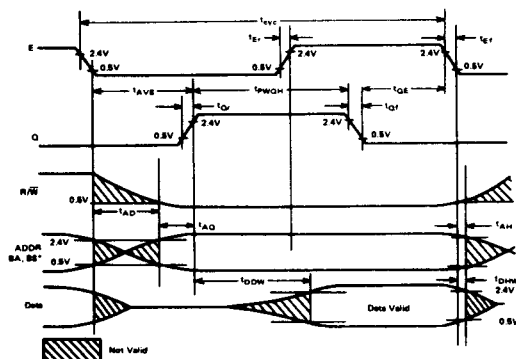 tcyc
E
2.4V
0.5V
tEr
2.4V
0.5V
tEf
2.4V
0.5V
tAVS
tPWQH
tQE
tQr
tQf
Q
2.4V
0.5V
2.4V
0.5V
R/W̅
0.5V
tAD
tAQ
tAH
ADDR
BA, BS*
2.4V
0.5V
tDDW
tDHW
Data
Data Valid
2.4V
0.5V
Not Valid